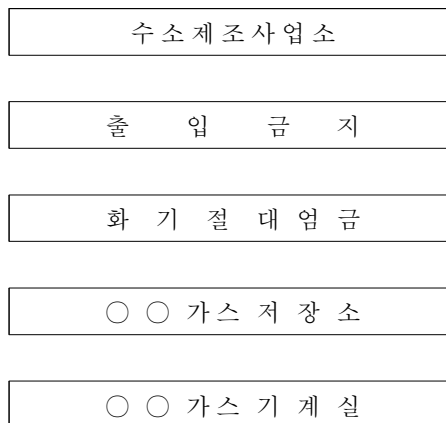 수소제조사업소
출 입 금 지
화 기 절 대 엄 금
○ ○ 가스 저 장 소
○ ○ 가스 기 계 실